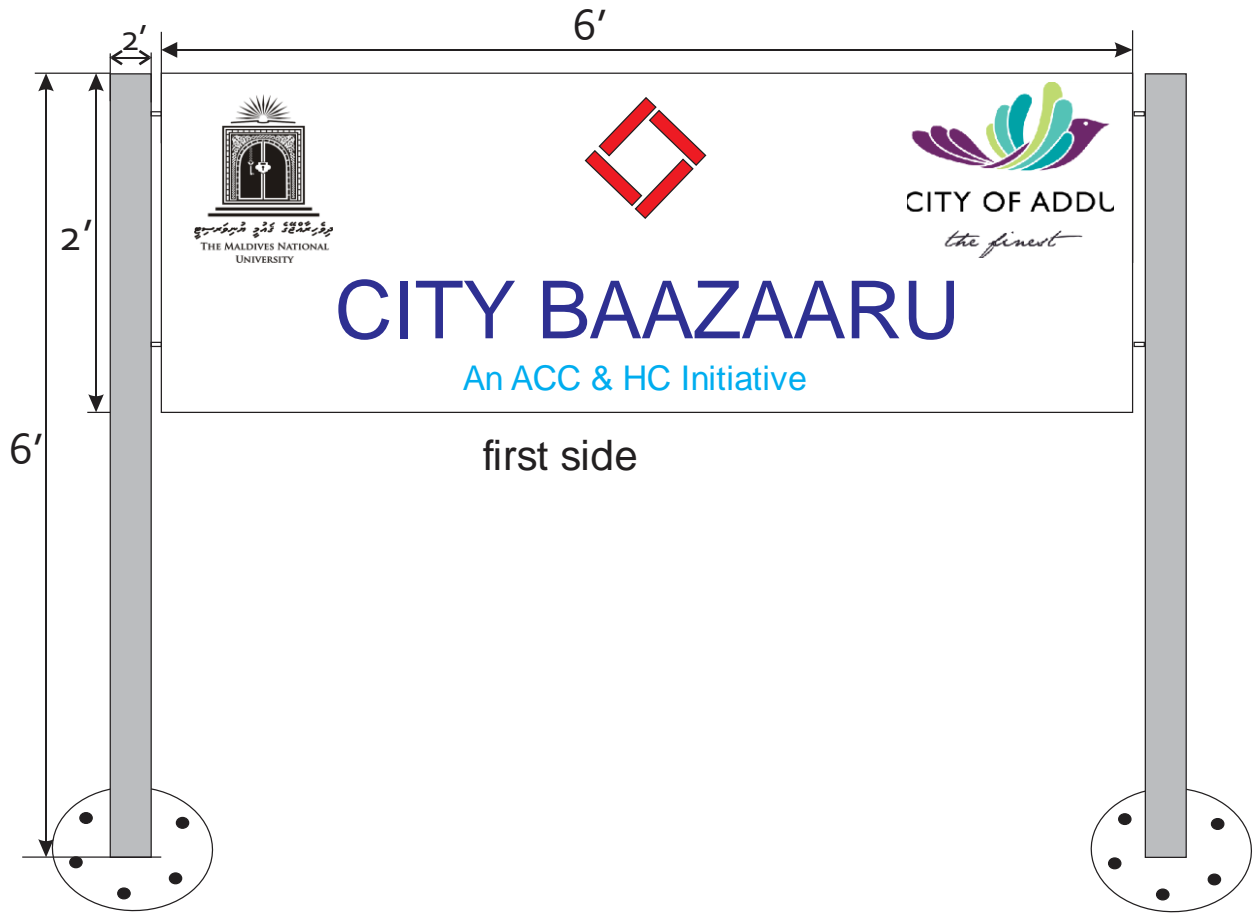 6'
2'
ދިވެހިރާއްޖޭގެ ޤައުމީ ޔުނިވަރސިޓީ
THE MALDIVES NATIONAL
UNIVERSITY
CITY OF ADDU
the finest
2'
CITY BAAZAARU
An ACC & HC Initiative
6'
first side